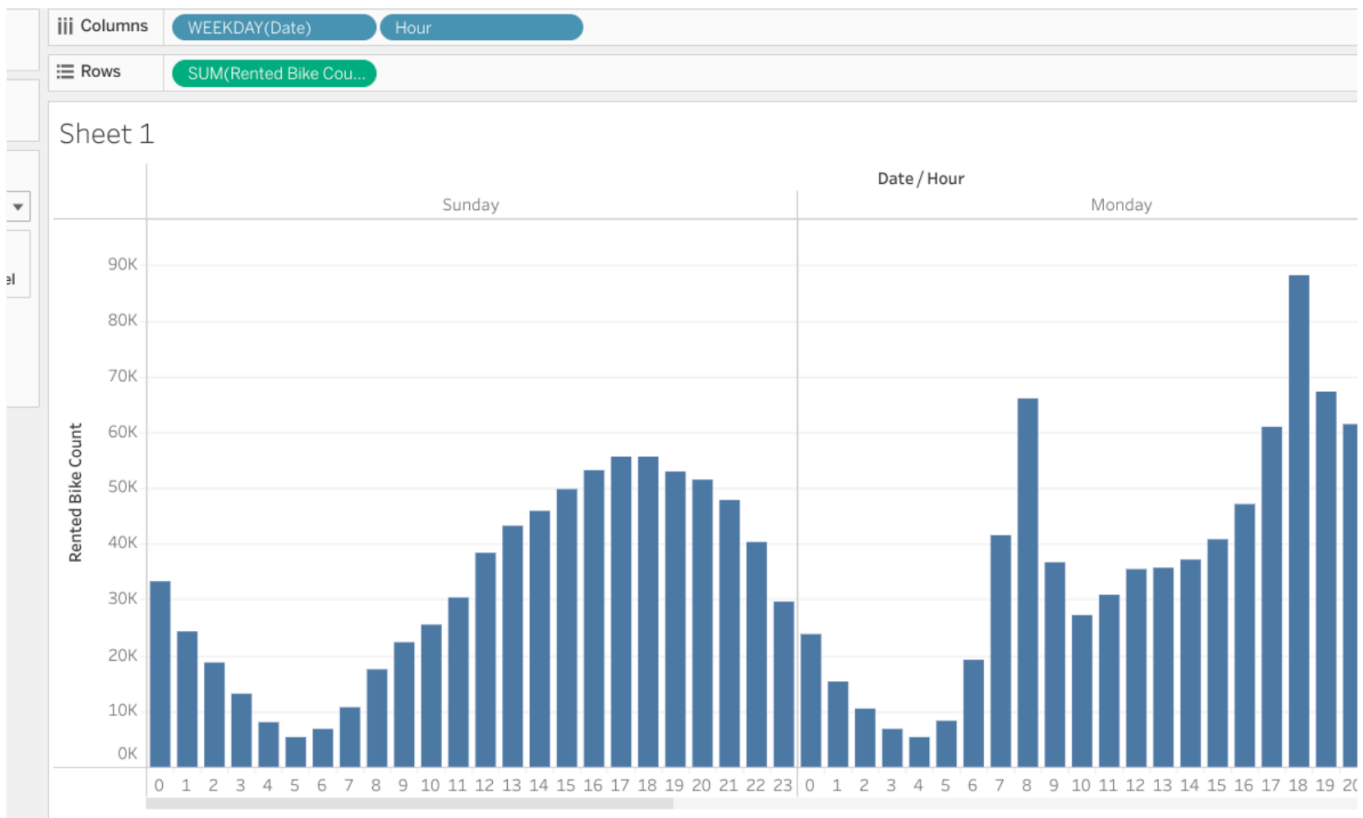 Columns WEEKDAY(Date) Hour
Rows SUM(Rented Bike Cou...
Sheet 1
Date / Hour
Sunday Monday
el
90K
80K
70K
60K
50K
40K
30K
20K
10K
0K
Rented Bike Count
0 1 2 3 4 5 6 7 8 9 10 11 12 13 14 15 16 17 18 19 20 21 22 23 0 1 2 3 4 5 6 7 8 9 10 11 12 13 14 15 16 17 18 19 20